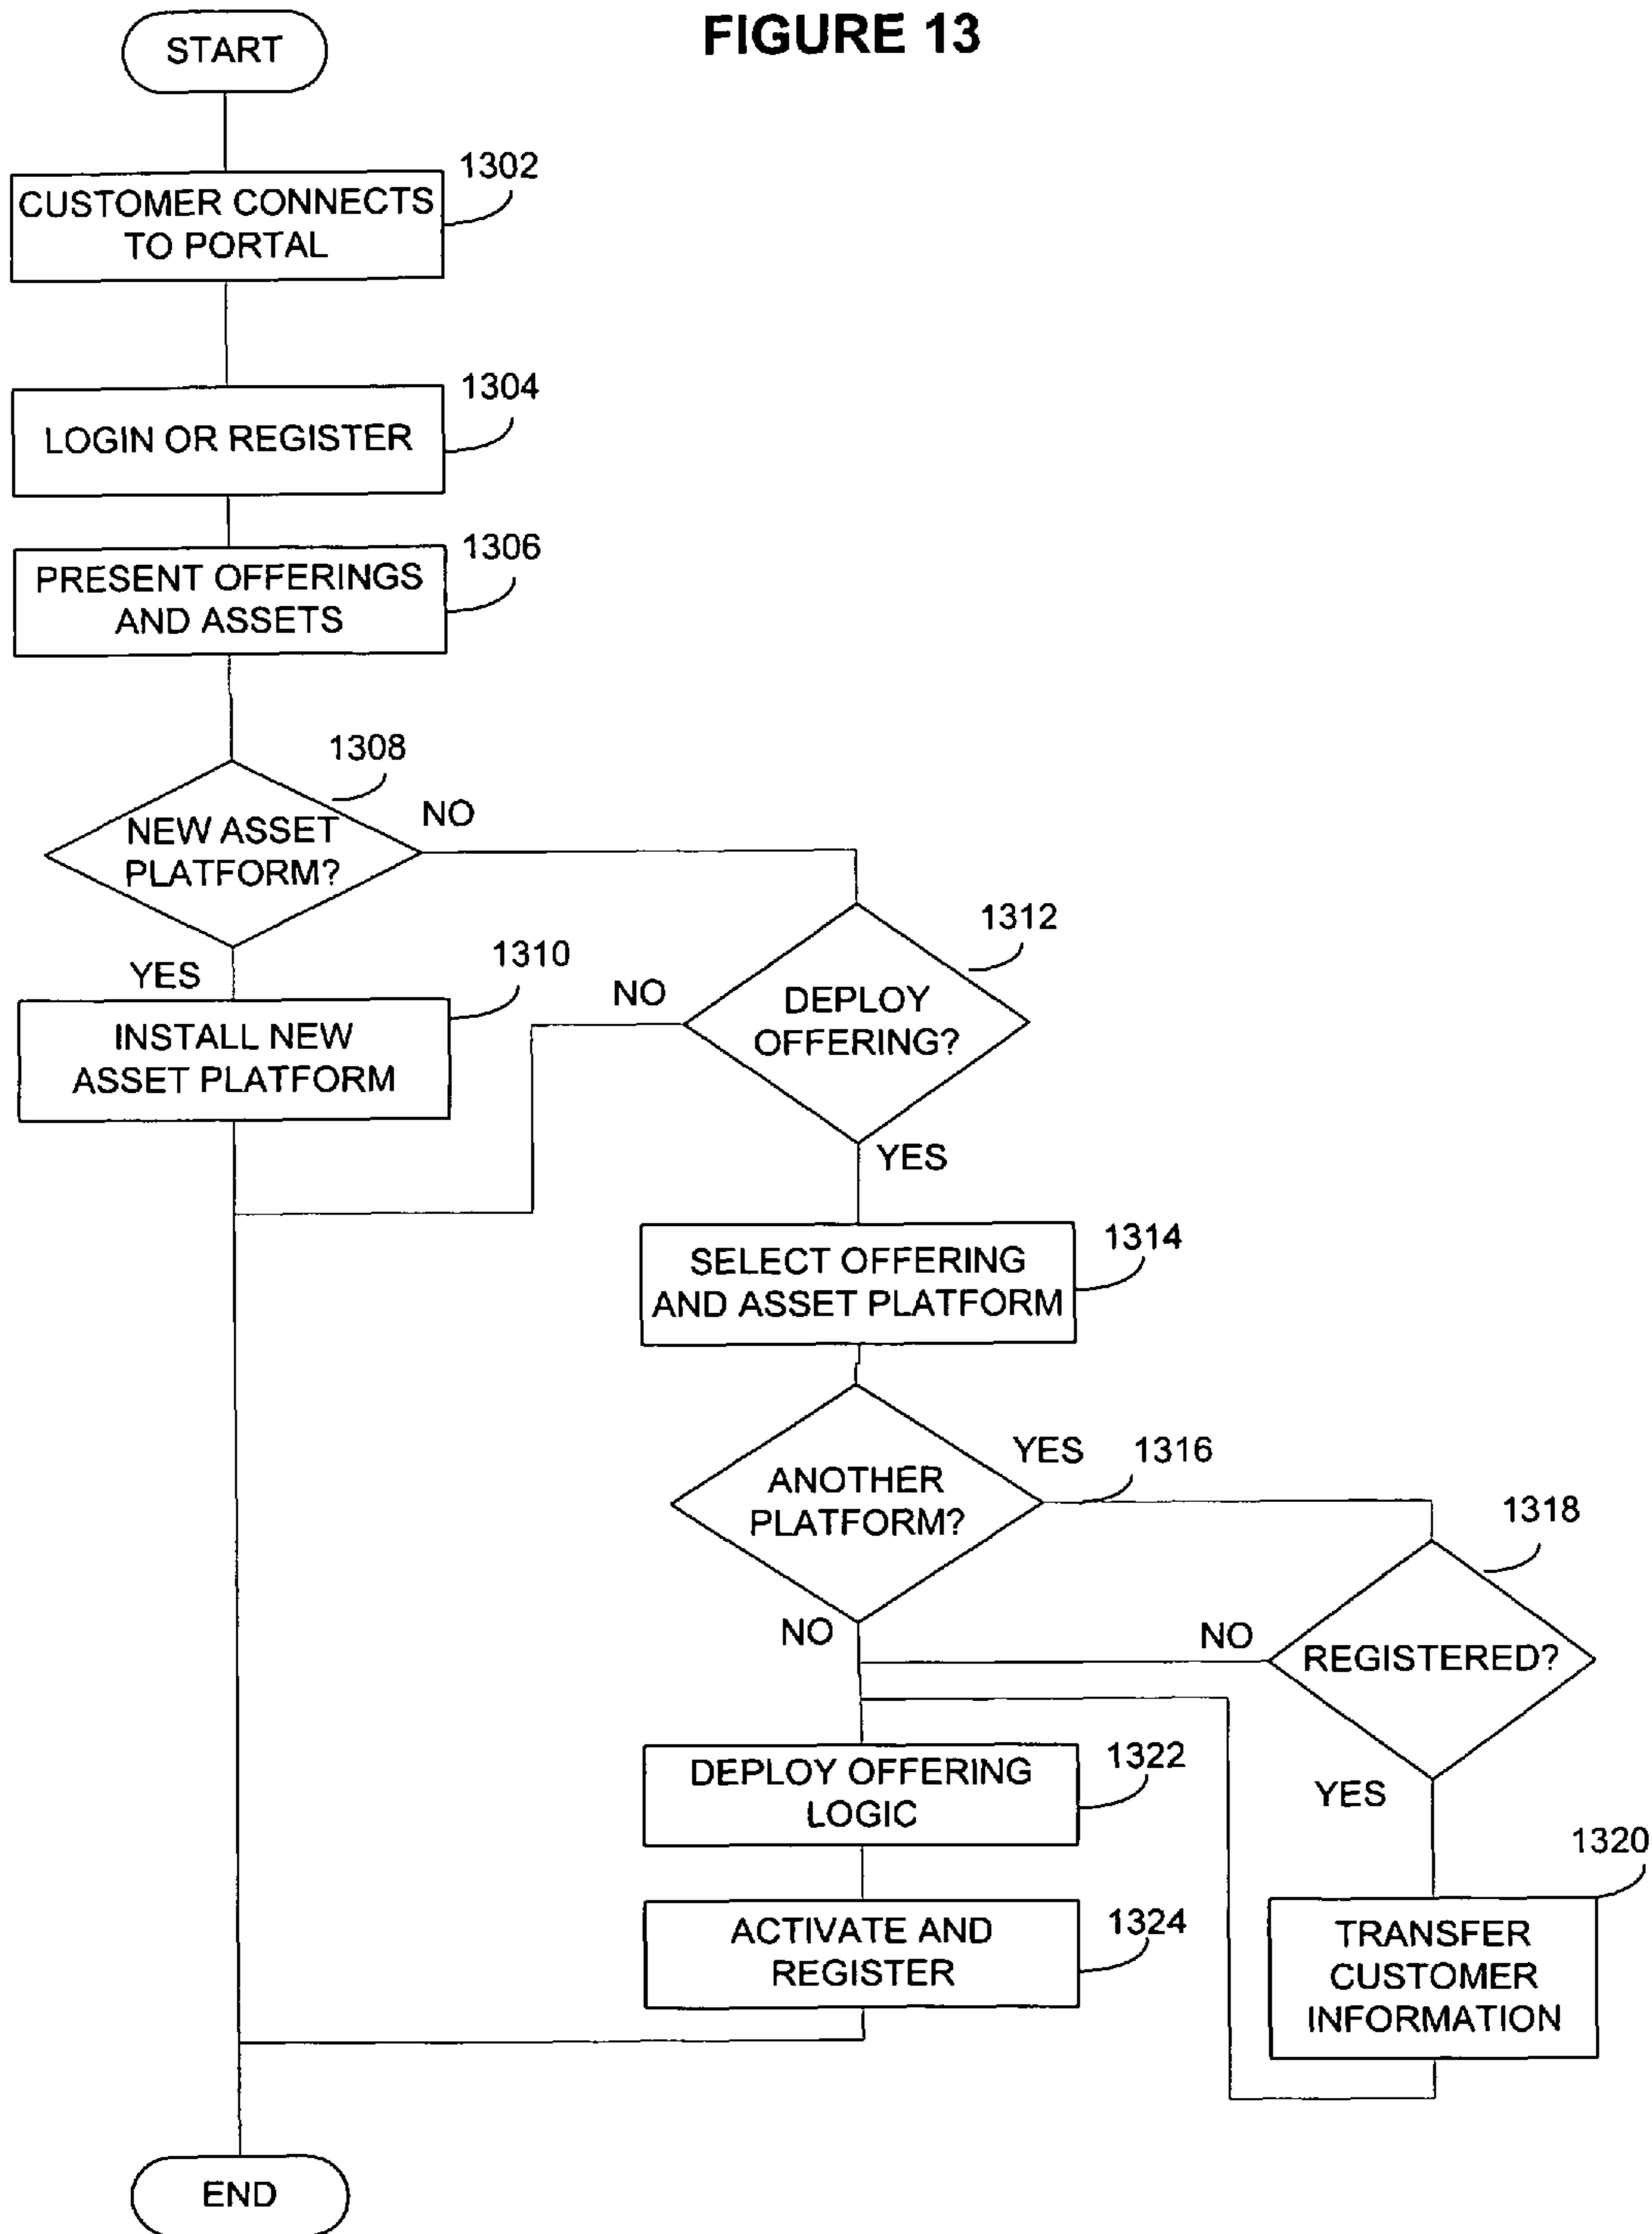 FIGURE 13
START
1302
CUSTOMER CONNECTS
TO PORTAL
1304
LOGIN OR REGISTER
1306
PRESENT OFFERINGS
AND ASSETS
1308
NEW ASSET
PLATFORM?
NO
YES
1310
INSTALL NEW
ASSET PLATFORM
1312
NO
DEPLOY
OFFERING?
YES
1314
SELECT OFFERING
AND ASSET PLATFORM
YES
1316
ANOTHER
PLATFORM?
NO
1318
NO
REGISTERED?
YES
1320
TRANSFER
CUSTOMER
INFORMATION
1322
DEPLOY OFFERING
LOGIC
1324
ACTIVATE AND
REGISTER
END